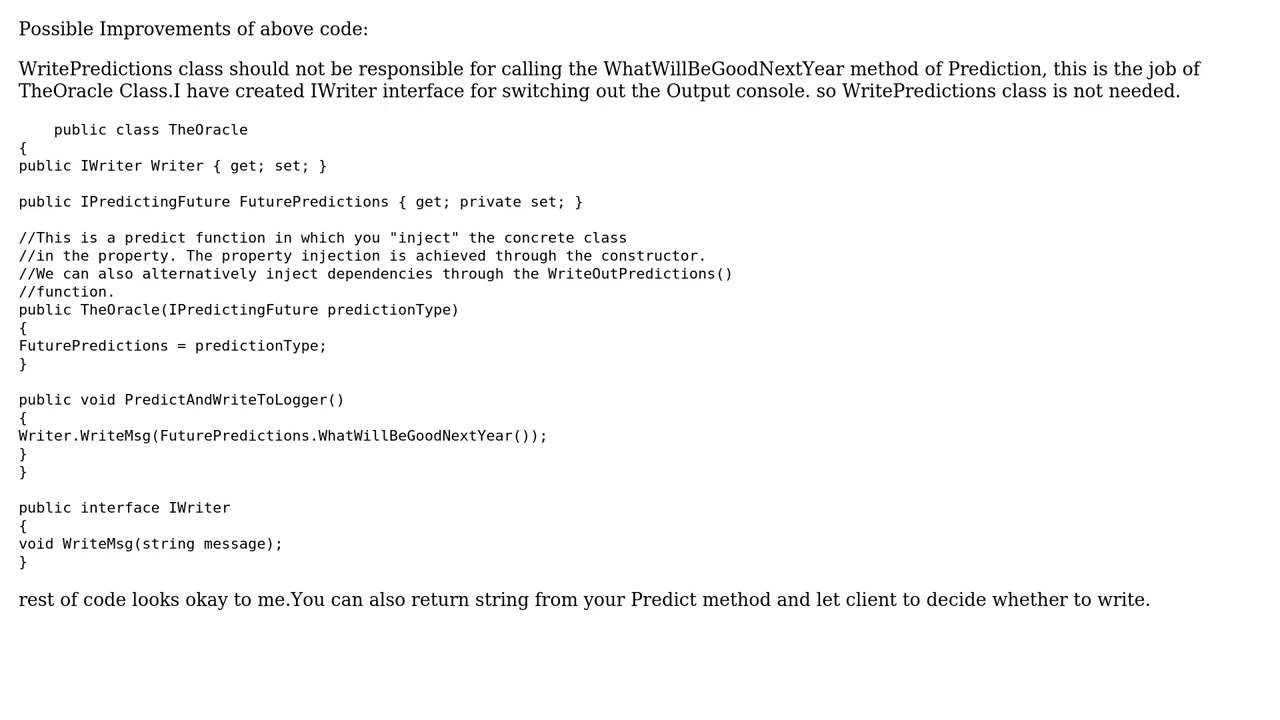 Possible Improvements of above code:
WritePredictions class should not be responsible for calling the WhatWillBeGoodNextYear method of Prediction, this is the job of
TheOracle Class.I have created IWriter interface for switching out the Output console. so WritePredictions class is not needed.
public class TheOracle
{
public IWriter Writer { get; set; }
public IPredictingFuture FuturePredictions { get; private set; }
//This is a predict function in which you "inject" the concrete class
//in the property. The property injection is achieved through the constructor.
//We can also alternatively inject dependencies through the WriteOutPredictions()
//function.
public TheOracle(IPredictingFuture predictionType)
{
FuturePredictions = predictionType;
}
public void PredictAndWriteToLogger()
{
Writer.WriteMsg(FuturePredictions.WhatWillBeGoodNextYear());
}
}
public interface IWriter
{
void WriteMsg(string message);
}
rest of code looks okay to me.You can also return string from your Predict method and let client to decide whether to write.